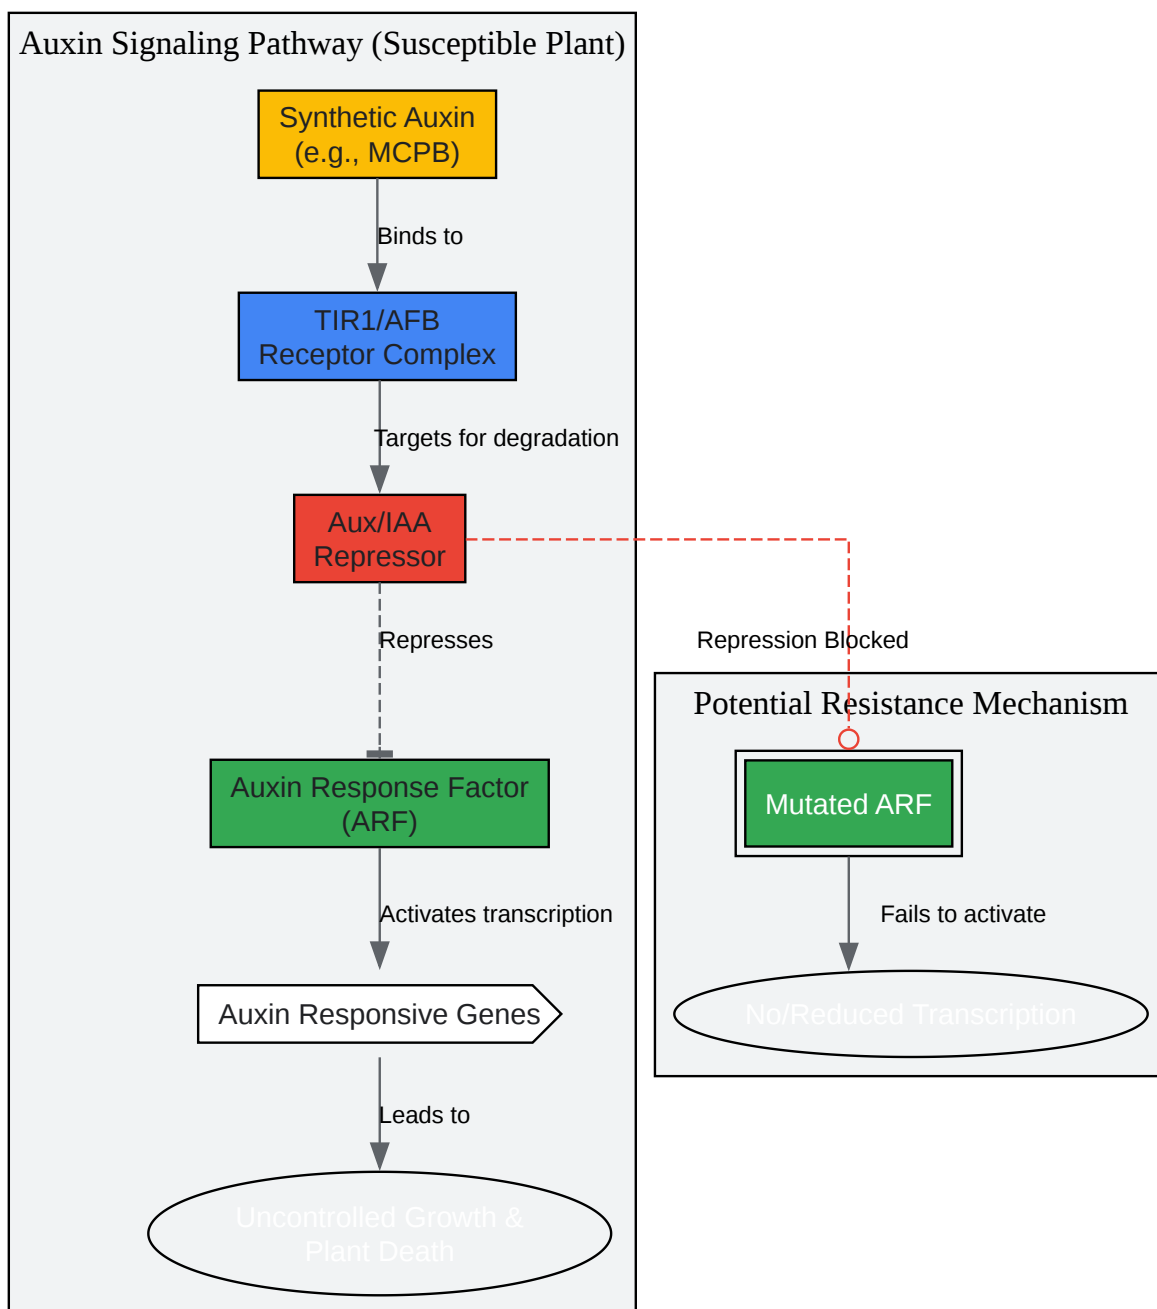 Auxin Signaling Pathway (Susceptible Plant)
Synthetic Auxin
(e.g., MCPB)
Binds to
TIR1/AFB
Receptor Complex
Targets for degradation
Aux/IAA
Repressor
Represses
Auxin Response Factor
(ARF)
Activates transcription
Auxin Responsive Genes
Leads to
Uncontrolled Growth &
Plant Death
Repression Blocked
Potential Resistance Mechanism
Mutated ARF
Fails to activate
No/Reduced Transcription